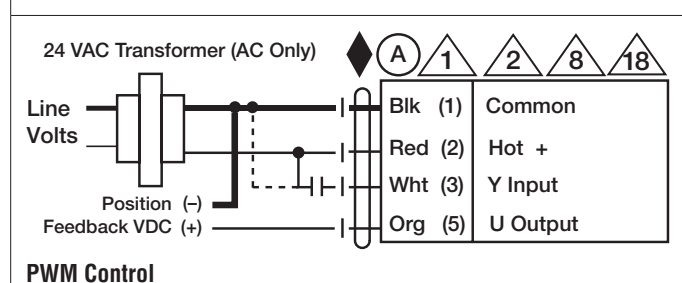 24 VAC Transformer (AC Only)
A 1 2 8 18
Line
Volts
Blk (1) Common
Red (2) Hot +
Wht (3) Y Input
Position (–)
Feedback VDC (+)
Org (5) U Output
PWM Control